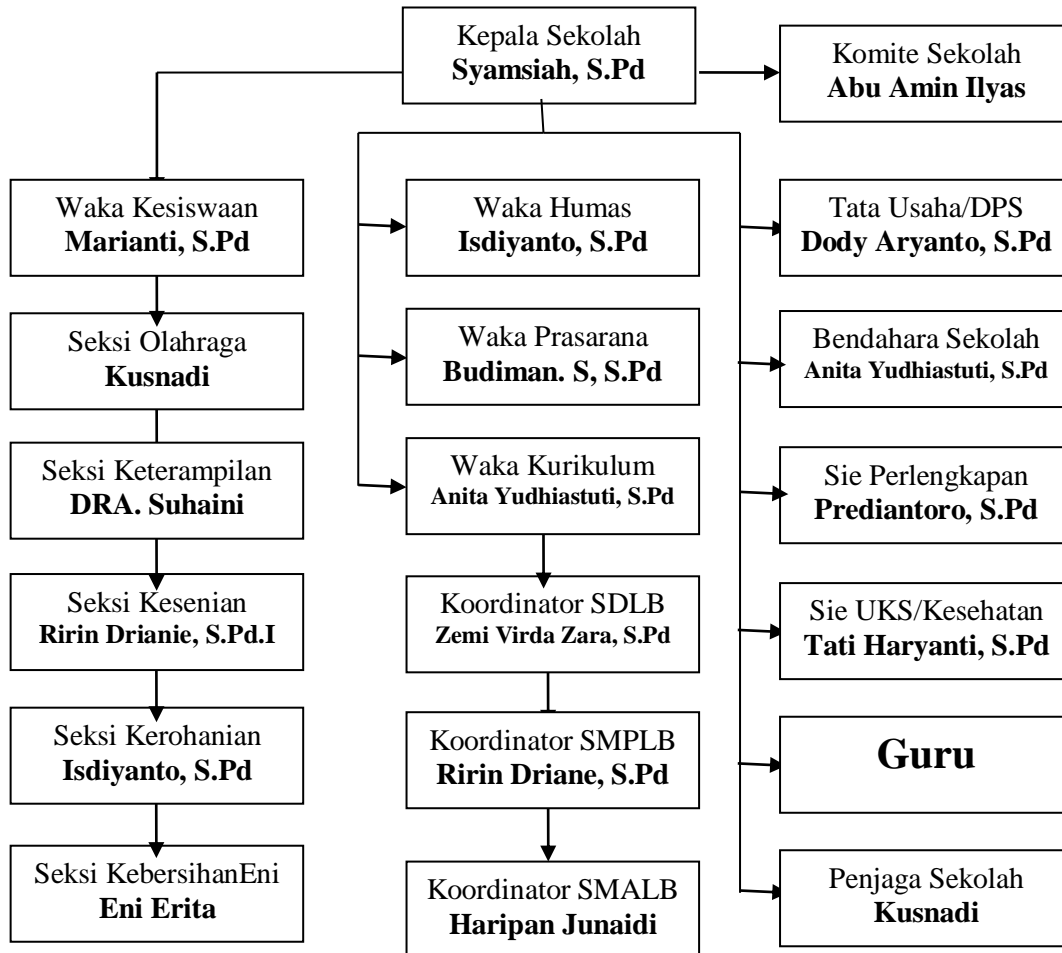 Kepala Sekolah
Syamsiah, S.Pd
Komite Sekolah
Abu Amin Ilyas
Waka Kesiswaan
Marianti, S.Pd
Waka Humas
Isdiyanto, S.Pd
Tata Usaha/DPS
Dody Aryanto, S.Pd
Seksi Olahraga
Kusnadi
Waka Prasarana
Budiman. S, S.Pd
Bendahara Sekolah
Anita Yudhiastuti, S.Pd
Seksi Keterampilan
DRA. Suhaini
Waka Kurikulum
Anita Yudhiastuti, S.Pd
Sie Perlengkapan
Prediantoro, S.Pd
Seksi Kesenian
Ririn Drianie, S.Pd.I
Koordinator SDLB
Zemi Virda Zara, S.Pd
Sie UKS/Kesehatan
Tati Haryanti, S.Pd
Seksi Kerohanian
Isdiyanto, S.Pd
Koordinator SMPLB
Ririn Driane, S.Pd
Guru
Seksi KebersihanEni
Eni Erita
Koordinator SMALB
Haripan Junaidi
Penjaga Sekolah
Kusnadi